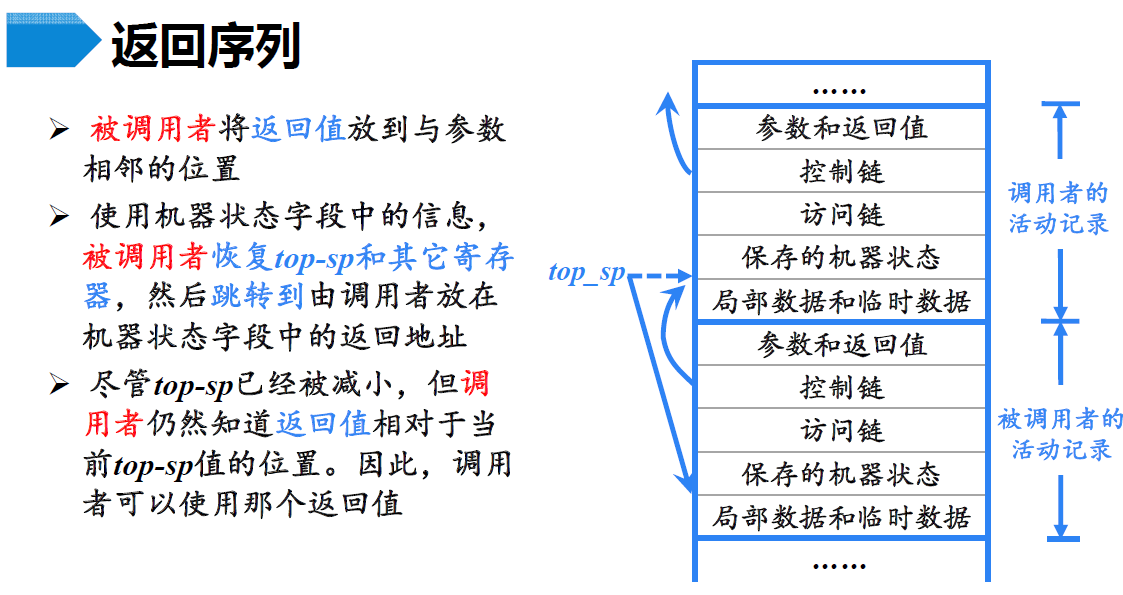 返回序列
➢ 被调用者将返回值放到与参数
相邻的位置
➢ 使用机器状态字段中的信息，
被调用者恢复top-sp和其它寄存
器，然后跳转到由调用者放在
机器状态字段中的返回地址
➢ 尽管top-sp已经被减小，但调
用者仍然知道返回值相对于当
前top-sp值的位置。因此，调用
者可以使用那个返回值
top_sp
……
参数和返回值
控制链
访问链
保存的机器状态
局部数据和临时数据
参数和返回值
控制链
访问链
保存的机器状态
局部数据和临时数据
……
调用者的
活动记录
被调用者的
活动记录